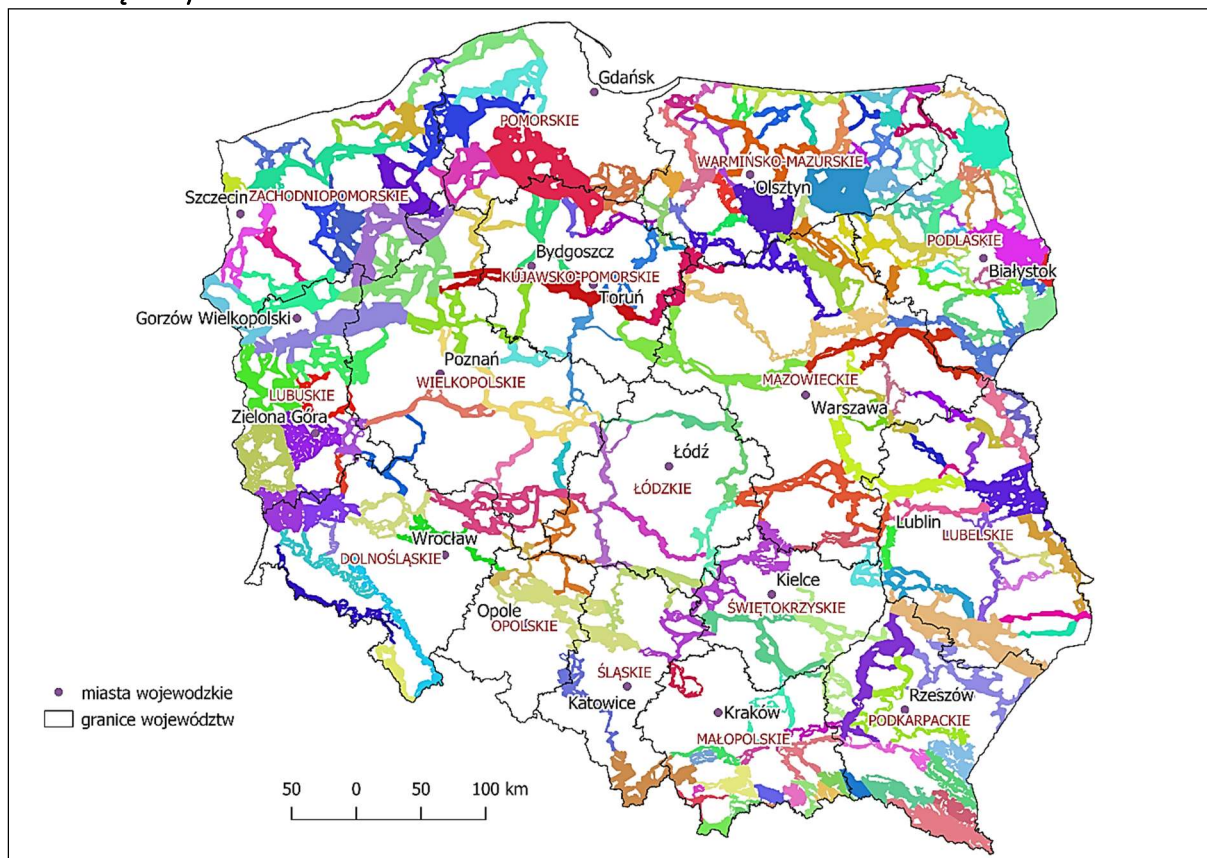 Gdańsk
POMORSKIE
WARMIŃSKO-MAZURSKIE
Olsztyn
ZACHODNIOPOMORSKIE
Szczecin
PODLASKIE
Białystok
Bydgoszcz
KUJAWSKO-POMORSKIE
Toruń
Gorzów Wielkopolski
Poznań
WIELKOPOLSKIE
MAZOWIECKIE
Warszawa
LUBUSKIE
Zielona Góra
Łódź
ŁÓDZKIE
Lublin
LUBELSKIE
Wrocław
DOLNOŚLĄSKIE
Kielce
ŚWIĘTOKRZYSKIE
Opole
OPOLSKIE
ŚLĄSKIE
Katowice
Kraków
MAŁOPOLSKIE
Rzeszów
PODKARPACKIE
miasta wojewodzkie
granice województw
50 0 50 100 km